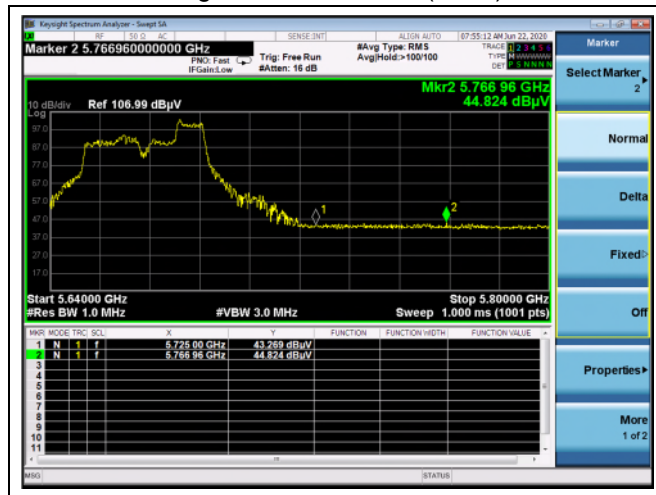 Keysight Spectrum Analyzer - Swept SA
RF 50 Ω AC SENSE:INT ALIGN AUTO 07:55:12 AM Jun 22, 2020
Marker 2 5.766960000000 GHz
PNO: Fast
IFGain:Low
Trig: Free Run
#Atten: 16 dB
#Avg Type: RMS
Avg|Hold:>100/100
TRACE 1 2 3 4 5 6
TYPE
DET P S N N N N
Marker
Select Marker
2
Normal
Delta
Fixed
Off
Properties
More
1 of 2
Mkr2 5.766 96 GHz
44.824 dBµV
10 dB/div Ref 106.99 dBµV
Log
97.0
87.0
77.0
67.0
57.0
47.0
37.0
27.0
17.0
1
2
Start 5.64000 GHz Stop 5.80000 GHz
#Res BW 1.0 MHz #VBW 3.0 MHz Sweep 1.000 ms (1001 pts)
MKR MODE TRC SCL X Y FUNCTION FUNCTION WIDTH FUNCTION VALUE
1 N 1 f 5.725 00 GHz 43.269 dBµV
2 N 1 f 5.766 96 GHz 44.824 dBµV
3
4
5
6
7
8
9
10
11
MSG STATUS